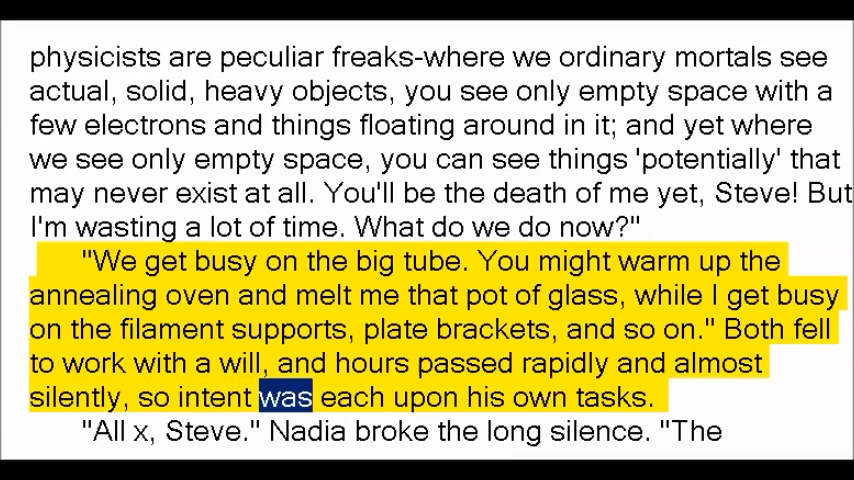 physicists are peculiar freaks-where we ordinary mortals see
actual, solid, heavy objects, you see only empty space with a
few electrons and things floating around in it; and yet where
we see only empty space, you can see things 'potentially' that
may never exist at all. You'll be the death of me yet, Steve! But
I'm wasting a lot of time. What do we do now?"
"We get busy on the big tube. You might warm up the
annealing oven and melt me that pot of glass, while I get busy
on the filament supports, plate brackets, and so on." Both fell
to work with a will, and hours passed rapidly and almost
silently, so intent was each upon his own tasks.
"All x, Steve." Nadia broke the long silence. "The